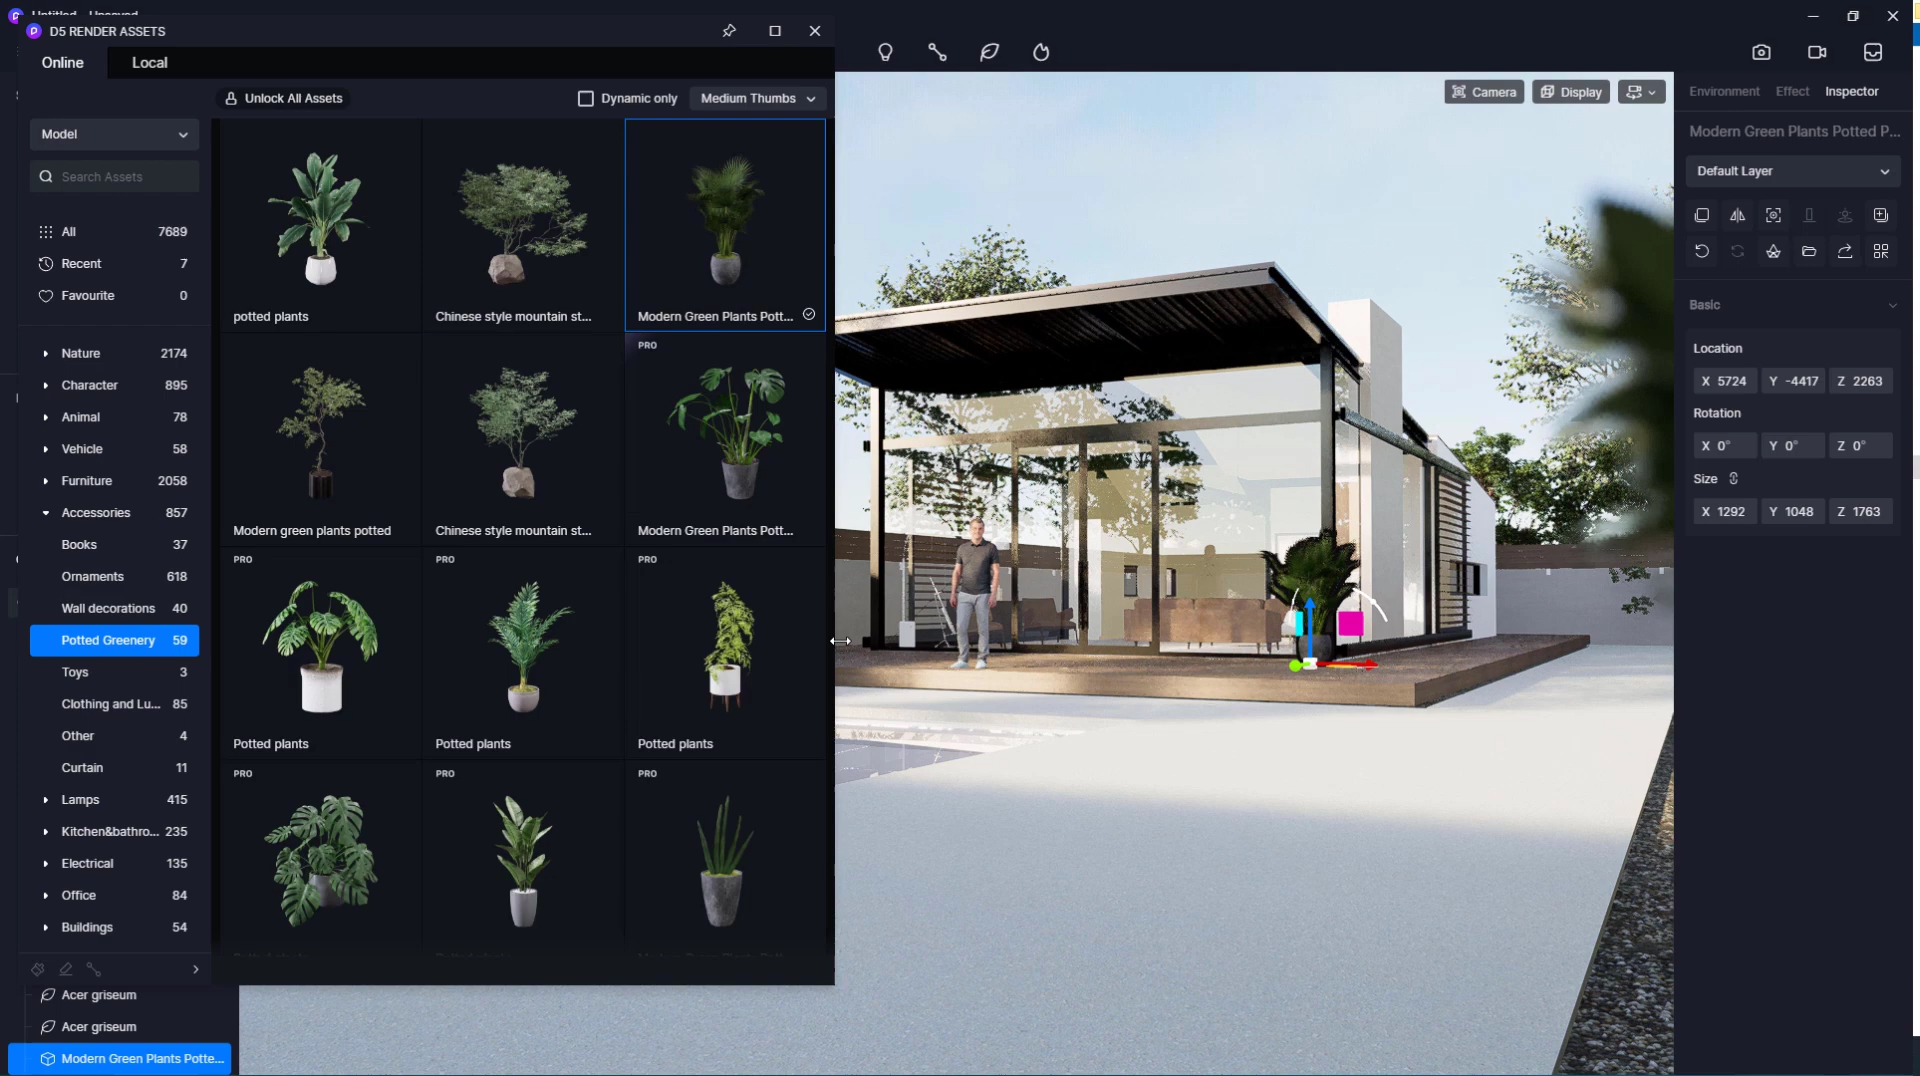 Untitled - Unsaved
D5 RENDER ASSETS
Online
Local
Unlock All Assets
Dynamic only
Medium Thumbs
Model
Search Assets
All 7689
Recent 7
Favourite 0
Nature 2174
Character 895
Animal 78
Vehicle 58
Furniture 2058
Accessories 857
Books 37
Ornaments 618
Wall decorations 40
Potted Greenery 59
Toys 3
Clothing and Lu... 85
Other 4
Curtain 11
Lamps 415
Kitchen&bathro... 235
Electrical 135
Office 84
Buildings 54
potted plants
Chinese style mountain st...
Modern Green Plants Pott...
PRO
Modern green plants potted
Chinese style mountain st...
Modern Green Plants Pott...
PRO
PRO
PRO
Potted plants
Potted plants
Potted plants
PRO
PRO
PRO
Acer griseum
Acer griseum
Modern Green Plants Potte...
Camera
Display
Environment
Effect
Inspector
Modern Green Plants Potted P...
Default Layer
Basic
Location
X 5724 Y -4417 Z 2263
Rotation
X 0° Y 0° Z 0°
Size
X 1292 Y 1048 Z 1763